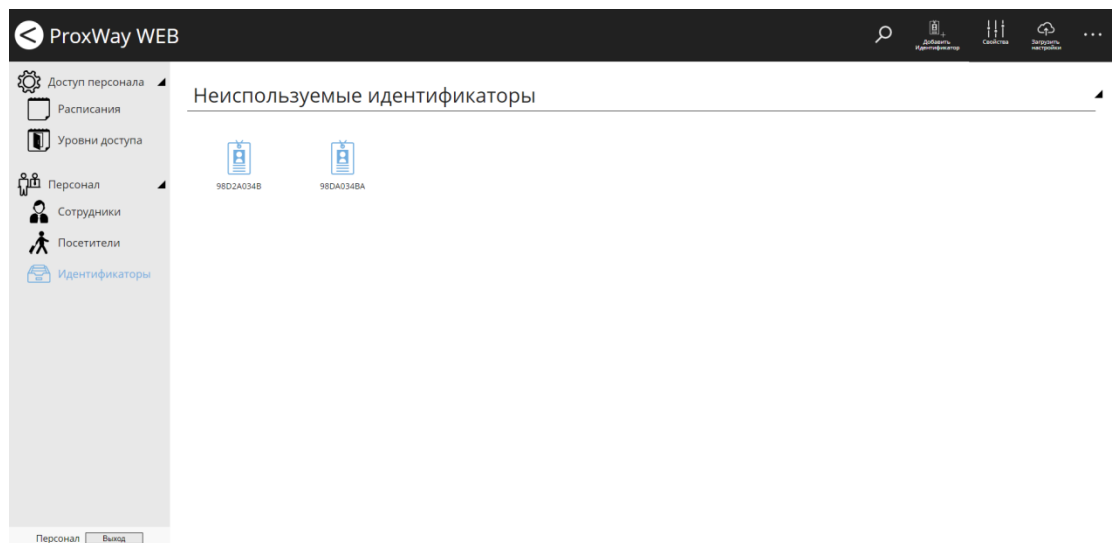 ProxWay WEB
Добавить
Идентификатор
Свойства
Загрузить
настройки
Доступ персонала
Расписания
Уровни доступа
Персонал
Сотрудники
Посетители
Идентификаторы
Неиспользуемые идентификаторы
98D2A034B
98DA034BA
Персонал
Выход